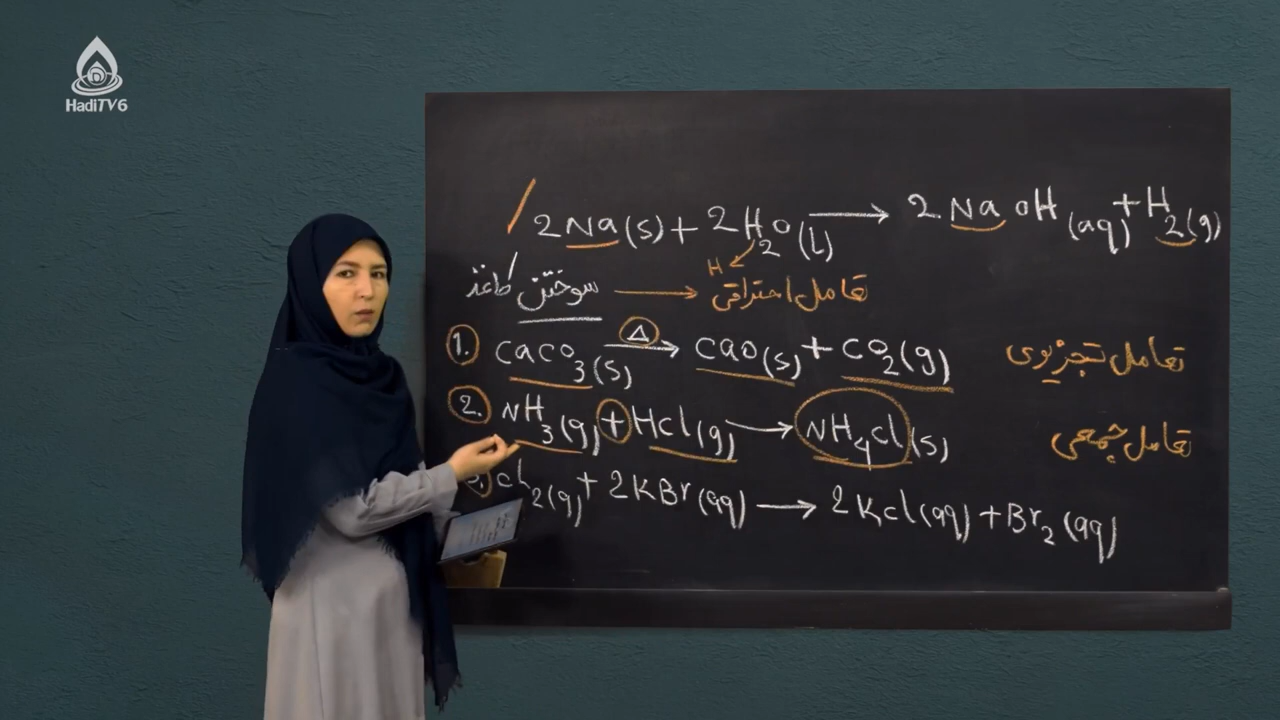 HadiTV6
2Na(s) + 2H₂O(l) → 2NaOH(aq) + H₂(g)
H
سوختن کاغذ → تعامل احتراقی
1. CaCO₃(s) Δ→ CaO(s) + CO₂(g) تعامل تجزیوی
2. NH₃(g) + HCl(g) → NH₄Cl(s) تعامل جمعی
3. Cl₂(g) + 2KBr(aq) → 2KCl(aq) + Br₂(aq)